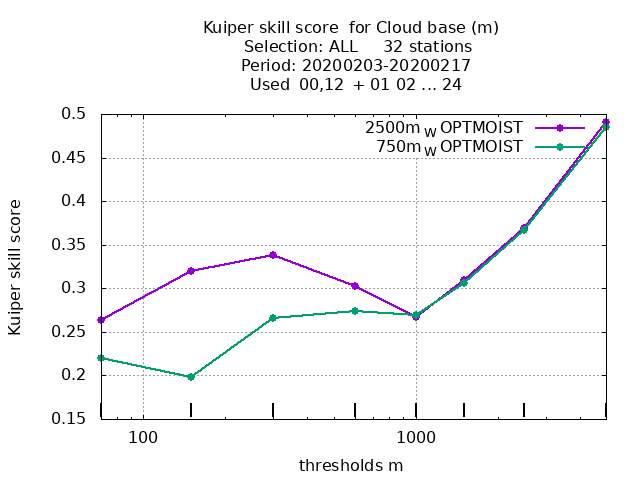 Kuiper skill score  for Cloud base (m)
Selection: ALL     32 stations
Period: 20200203-20200217
Used  00,12  + 01 02 ... 24
0.5
2500m W OPTMOIST
750m W OPTMOIST
0.45
0.4
0.35
Kuiper skill score
0.3
0.25
0.2
0.15
100
1000
thresholds m